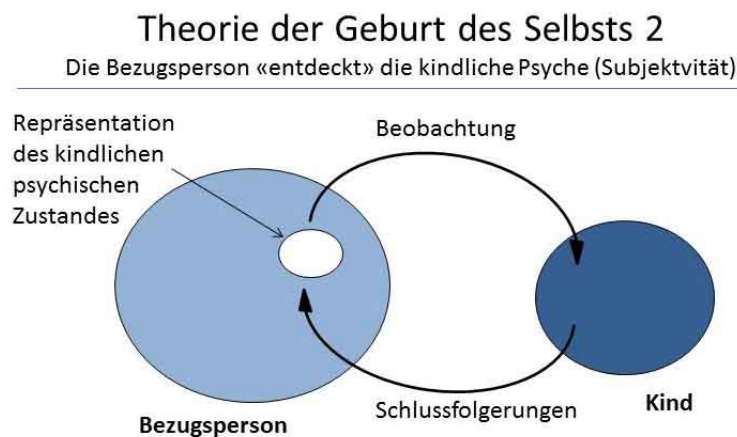 Theorie der Geburt des Selbsts 2
Die Bezugsperson «entdeckt» die kindliche Psyche (Subjektvität)
Repräsentation
des kindlichen
psychischen
Zustandes
Beobachtung
Schlussfolgerungen
Bezugsperson
Kind